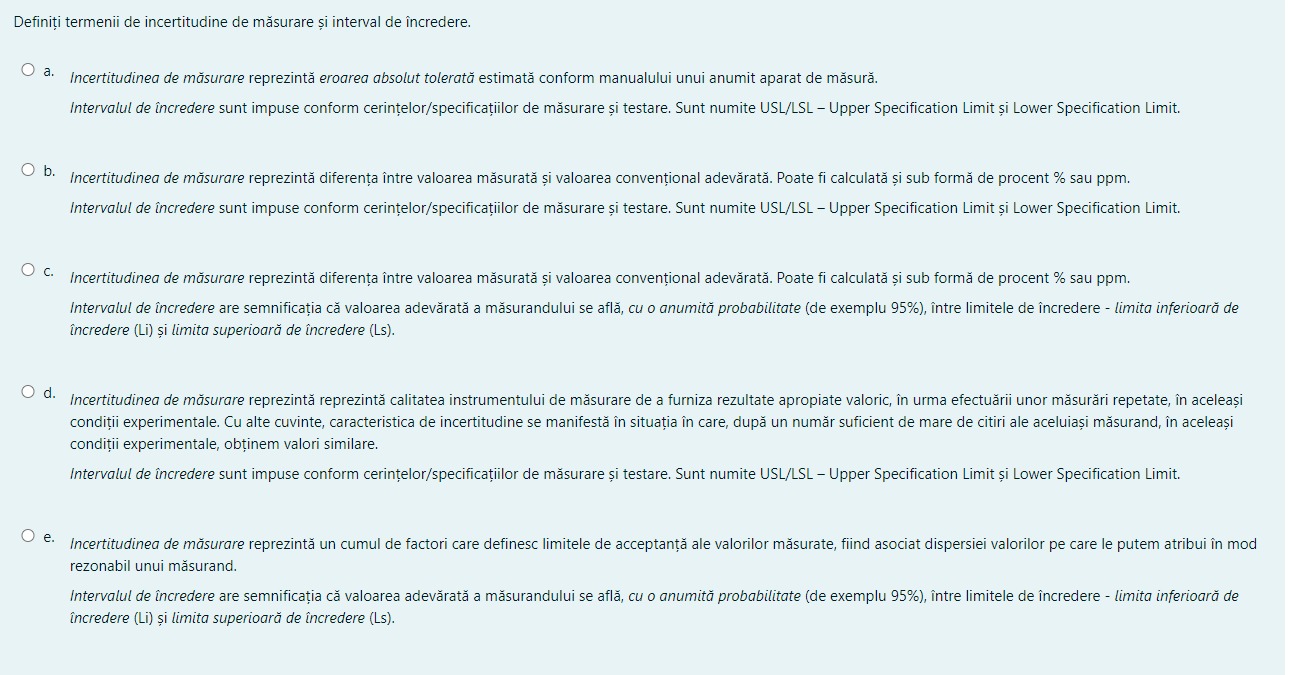 Definiți termenii de incertitudine de măsurare și interval de încredere.
a.
Incertitudinea de măsurare reprezintă eroarea absolut tolerată estimată conform manualului unui anumit aparat de măsură.
Intervalul de încredere sunt impuse conform cerințelor/specificațiilor de măsurare și testare. Sunt numite USL/LSL – Upper Specification Limit și Lower Specification Limit.
b.
Incertitudinea de măsurare reprezintă diferența între valoarea măsurată și valoarea convențional adevărată. Poate fi calculată și sub formă de procent % sau ppm.
Intervalul de încredere sunt impuse conform cerințelor/specificațiilor de măsurare și testare. Sunt numite USL/LSL – Upper Specification Limit și Lower Specification Limit.
c.
Incertitudinea de măsurare reprezintă diferența între valoarea măsurată și valoarea convențional adevărată. Poate fi calculată și sub formă de procent % sau ppm.
Intervalul de încredere are semnificația că valoarea adevărată a măsurandului se află, cu o anumită probabilitate (de exemplu 95%), între limitele de încredere - limita inferioară de
încredere (Li) și limita superioară de încredere (Ls).
d.
Incertitudinea de măsurare reprezintă reprezintă calitatea instrumentului de măsurare de a furniza rezultate apropiate valoric, în urma efectuării unor măsurări repetate, în aceleași
condiții experimentale. Cu alte cuvinte, caracteristica de incertitudine se manifestă în situația în care, după un număr suficient de mare de citiri ale aceluiași măsurand, în aceleași
condiții experimentale, obținem valori similare.
Intervalul de încredere sunt impuse conform cerințelor/specificațiilor de măsurare și testare. Sunt numite USL/LSL – Upper Specification Limit și Lower Specification Limit.
e.
Incertitudinea de măsurare reprezintă un cumul de factori care definesc limitele de acceptanță ale valorilor măsurate, fiind asociat dispersiei valorilor pe care le putem atribui în mod
rezonabil unui măsurand.
Intervalul de încredere are semnificația că valoarea adevărată a măsurandului se află, cu o anumită probabilitate (de exemplu 95%), între limitele de încredere - limita inferioară de
încredere (Li) și limita superioară de încredere (Ls).